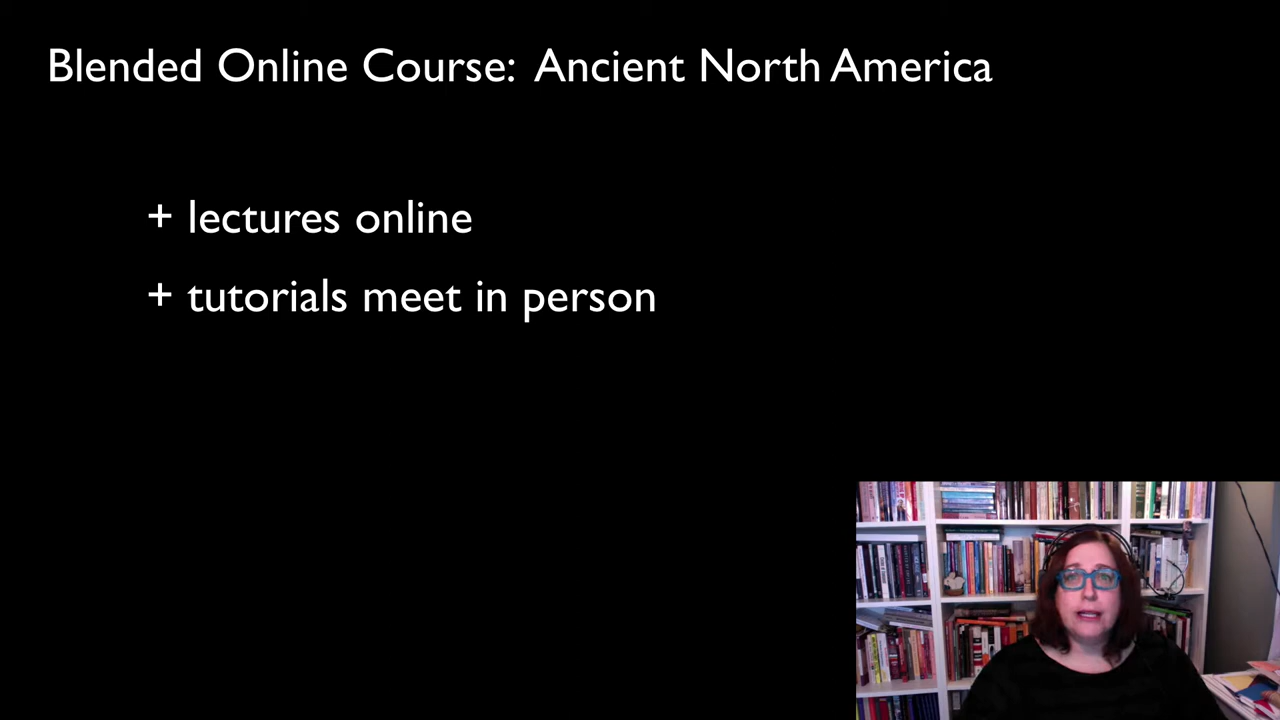 Blended Online Course: Ancient North America
+ lectures online
+ tutorials meet in person